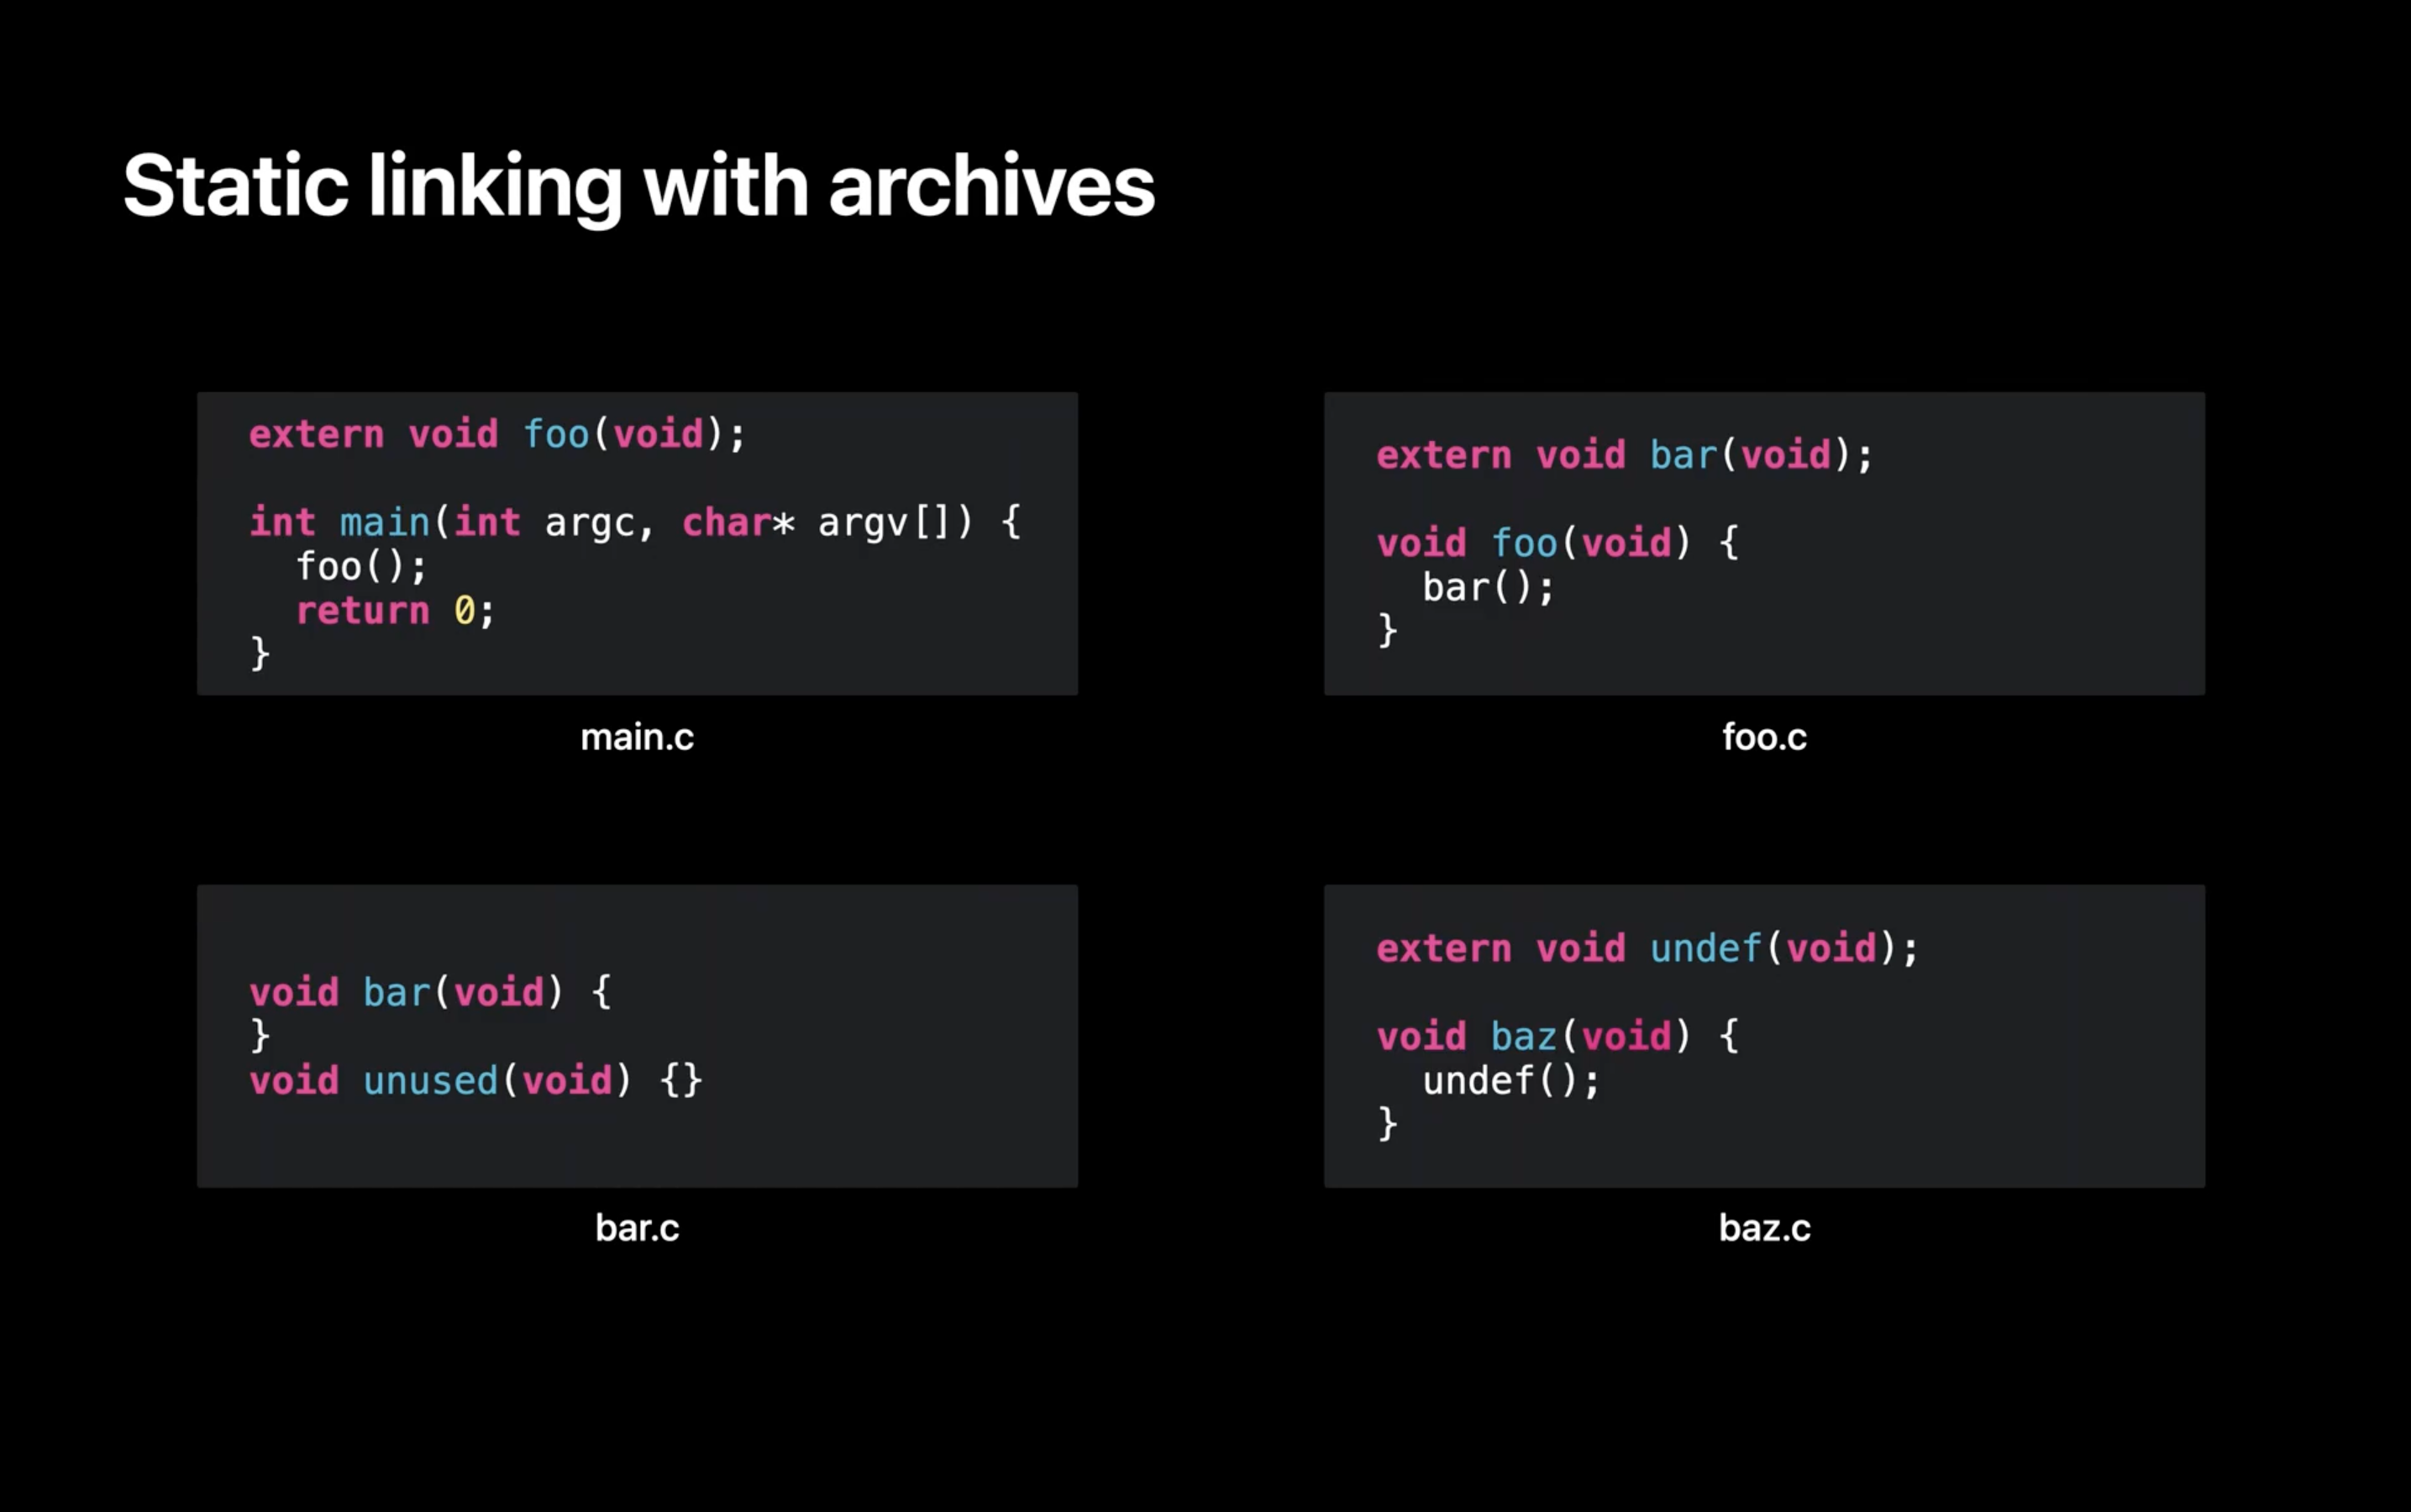 Static linking with archives
extern void foo(void);
int main(int argc, char* argv[]) {
  foo();
  return 0;
}
main.c
extern void bar(void);
void foo(void) {
  bar();
}
foo.c
void bar(void) {
}
void unused(void) {}
bar.c
extern void undef(void);
void baz(void) {
  undef();
}
baz.c